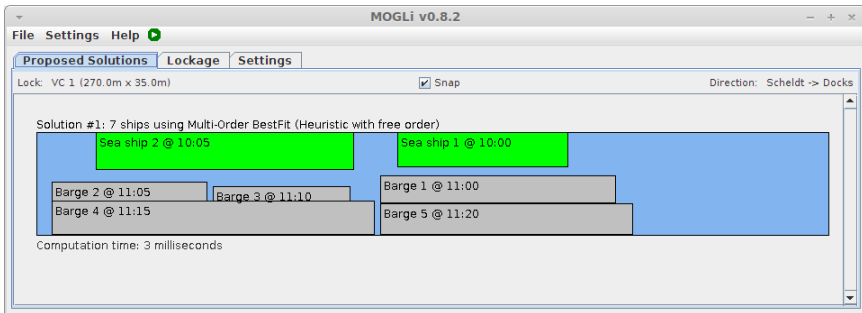 MOGLi v0.8.2
File Settings Help
Proposed Solutions Lockage Settings
Lock: VC 1 (270.0m x 35.0m) Snap Direction: Scheldt -> Docks
Solution #1: 7 ships using Multi-Order BestFit (Heuristic with free order)
Sea ship 2 @ 10:05 Sea ship 1 @ 10:00
Barge 2 @ 11:05 Barge 3 @ 11:10 Barge 1 @ 11:00
Barge 4 @ 11:15 Barge 5 @ 11:20
Computation time: 3 milliseconds